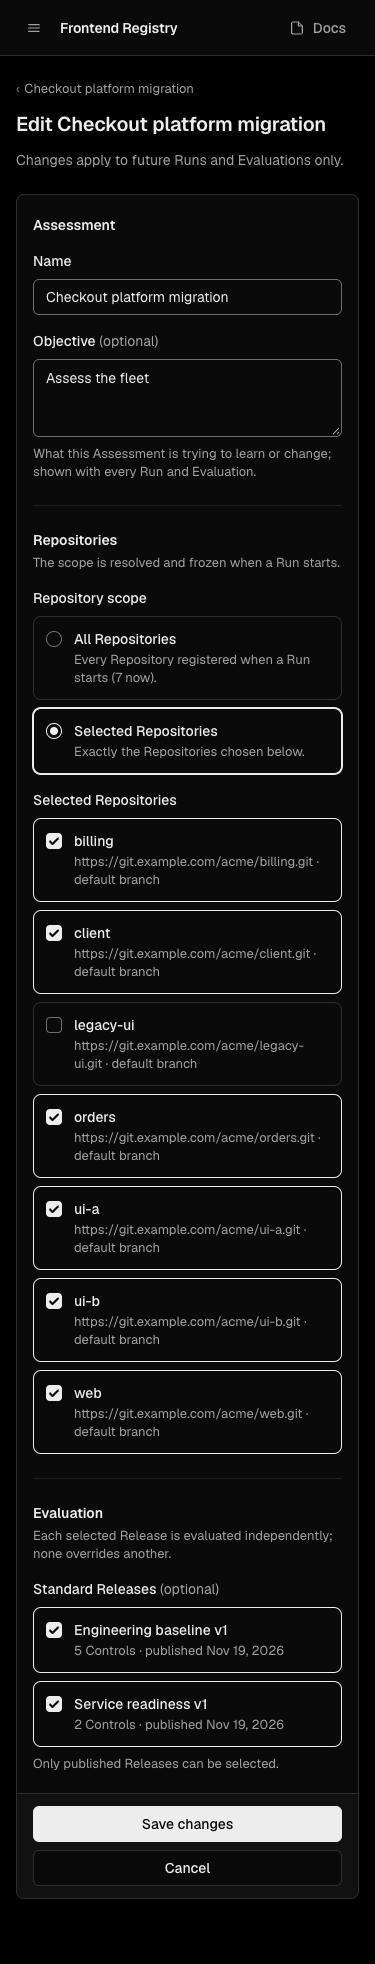 Frontend Registry
Docs
‹ Checkout platform migration
Edit Checkout platform migration
Changes apply to future Runs and Evaluations only.
Assessment
Name
Checkout platform migration
Objective (optional)
Assess the fleet
What this Assessment is trying to learn or change;
shown with every Run and Evaluation.
Repositories
The scope is resolved and frozen when a Run starts.
Repository scope
All Repositories
Every Repository registered when a Run
starts (7 now).
Selected Repositories
Exactly the Repositories chosen below.
Selected Repositories
billing
https://git.example.com/acme/billing.git ·
default branch
client
https://git.example.com/acme/client.git ·
default branch
legacy-ui
https://git.example.com/acme/legacy-
ui.git · default branch
orders
https://git.example.com/acme/orders.git ·
default branch
ui-a
https://git.example.com/acme/ui-a.git ·
default branch
ui-b
https://git.example.com/acme/ui-b.git ·
default branch
web
https://git.example.com/acme/web.git ·
default branch
Evaluation
Each selected Release is evaluated independently;
none overrides another.
Standard Releases (optional)
Engineering baseline v1
5 Controls · published Nov 19, 2026
Service readiness v1
2 Controls · published Nov 19, 2026
Only published Releases can be selected.
Save changes
Cancel